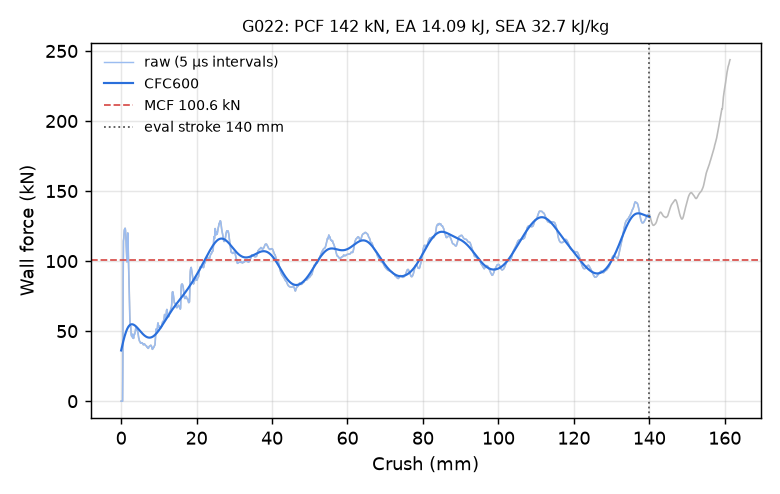 G022: PCF 142 kN, EA 14.09 kJ, SEA 32.7 kJ/kg
250
200
150
100
50
0
Wall force (kN)
raw (5 µs intervals)
CFC600
MCF 100.6 kN
eval stroke 140 mm
0 20 40 60 80 100 120 140 160
Crush (mm)